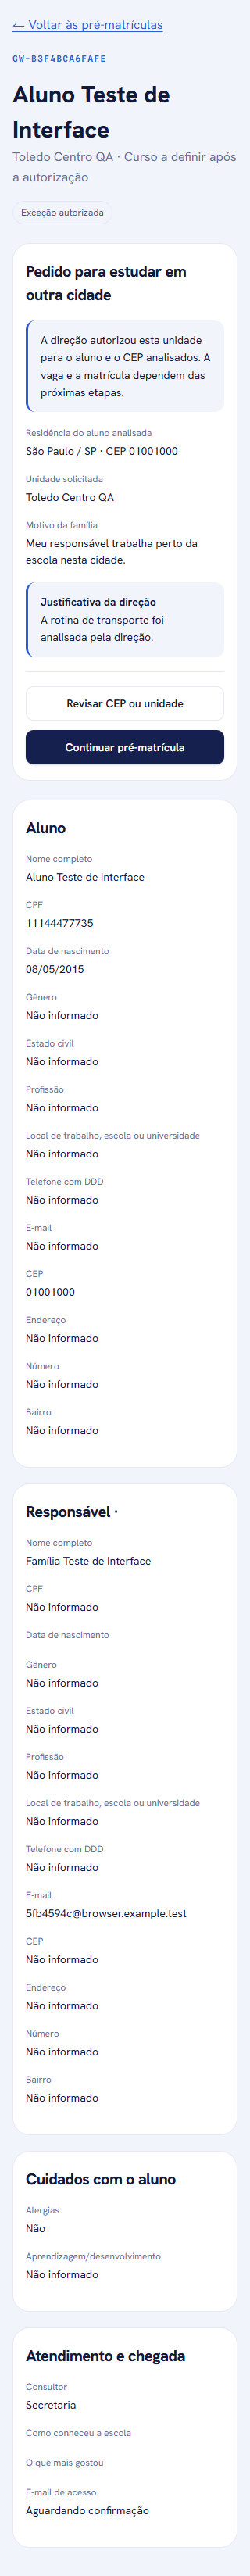 ← Voltar às pré-matrículas
GW-B3F4BCA6FAFE
Aluno Teste de
Interface
Toledo Centro QA · Curso a definir após
a autorização
Exceção autorizada
Pedido para estudar em
outra cidade
A direção autorizou esta unidade
para o aluno e o CEP analisados. A
vaga e a matrícula dependem das
próximas etapas.
Residência do aluno analisada
São Paulo / SP · CEP 01001000
Unidade solicitada
Toledo Centro QA
Motivo da família
Meu responsável trabalha perto da
escola nesta cidade.
Justificativa da direção
A rotina de transporte foi
analisada pela direção.
Revisar CEP ou unidade
Continuar pré-matrícula
Aluno
Nome completo
Aluno Teste de Interface
CPF
11144477735
Data de nascimento
08/05/2015
Gênero
Não informado
Estado civil
Não informado
Profissão
Não informado
Local de trabalho, escola ou universidade
Não informado
Telefone com DDD
Não informado
E-mail
Não informado
CEP
01001000
Endereço
Não informado
Número
Não informado
Bairro
Não informado
Responsável ·
Nome completo
Família Teste de Interface
CPF
Não informado
Data de nascimento
Gênero
Não informado
Estado civil
Não informado
Profissão
Não informado
Local de trabalho, escola ou universidade
Não informado
Telefone com DDD
Não informado
E-mail
5fb4594c@browser.example.test
CEP
Não informado
Endereço
Não informado
Número
Não informado
Bairro
Não informado
Cuidados com o aluno
Alergias
Não
Aprendizagem/desenvolvimento
Não informado
Atendimento e chegada
Consultor
Secretaria
Como conheceu a escola
O que mais gostou
E-mail de acesso
Aguardando confirmação